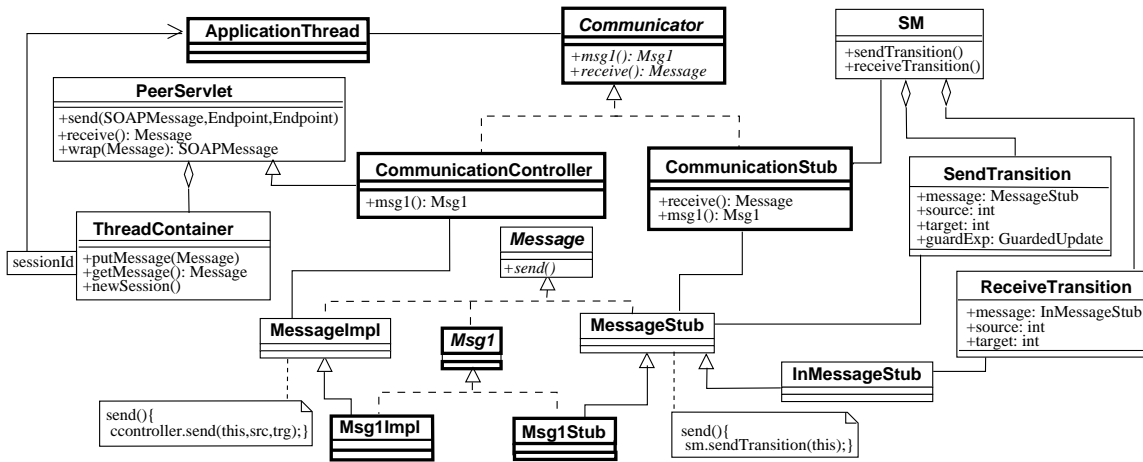 ApplicationThread
Communicator
+msg1(): Msg1
+receive(): Message
SM
+sendTransition()
+receiveTransition()
PeerServlet
+send(SOAPMessage,Endpoint,Endpoint)
+receive(): Message
+wrap(Message): SOAPMessage
CommunicationController
+msg1(): Msg1
CommunicationStub
+receive(): Message
+msg1(): Msg1
SendTransition
+message: MessageStub
+source: int
+target: int
+guardExp: GuardedUpdate
sessionId
ThreadContainer
+putMessage(Message)
+getMessage(): Message
+newSession()
Message
+send()
ReceiveTransition
+message: InMessageStub
+source: int
+target: int
MessageImpl
Msg1
MessageStub
InMessageStub
send(){
ccontroller.send(this,src,trg);}
Msg1Impl
Msg1Stub
send(){
sm.sendTransition(this);}